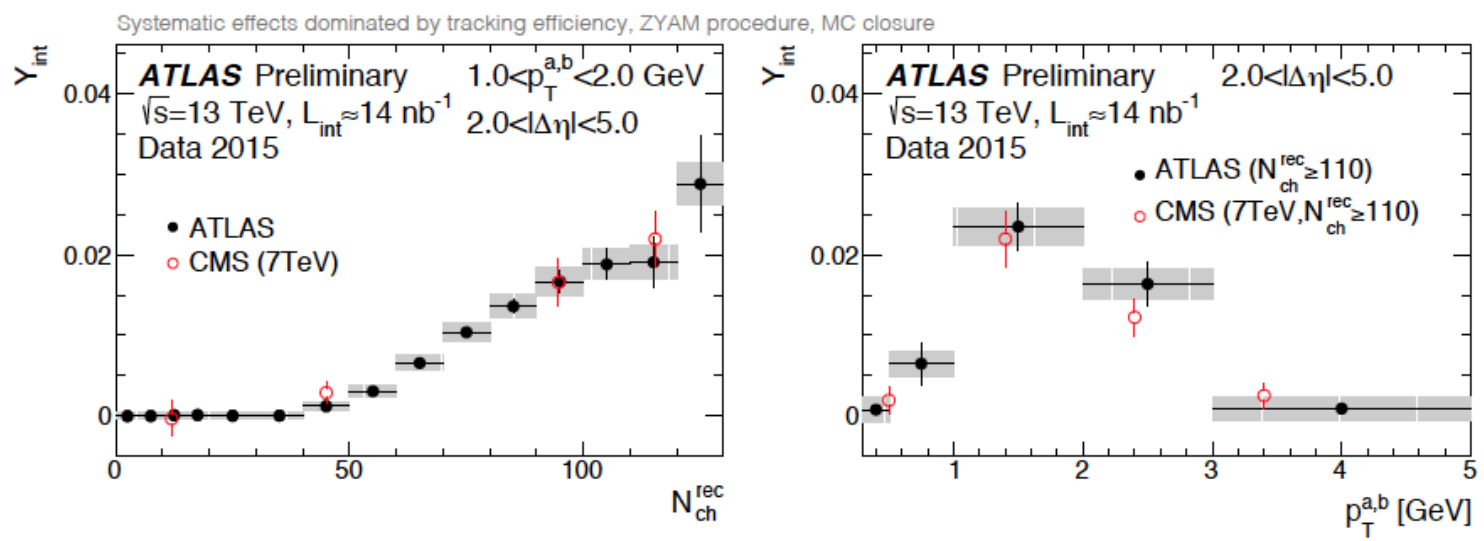 Systematic effects dominated by tracking efficiency, ZYAM procedure, MC closure
Y_int
ATLAS Preliminary 1.0<p_T^{a,b}<2.0 GeV
√s=13 TeV, L_int≈14 nb^-1 2.0<|Δη|<5.0
Data 2015
ATLAS
CMS (7TeV)
0.04
0.02
0
0 50 100
N_ch^rec
Y_int
ATLAS Preliminary 2.0<|Δη|<5.0
√s=13 TeV, L_int≈14 nb^-1
Data 2015
ATLAS (N_ch^rec≥110)
CMS (7TeV,N_ch^rec≥110)
0.04
0.02
0
1 2 3 4 5
p_T^{a,b} [GeV]